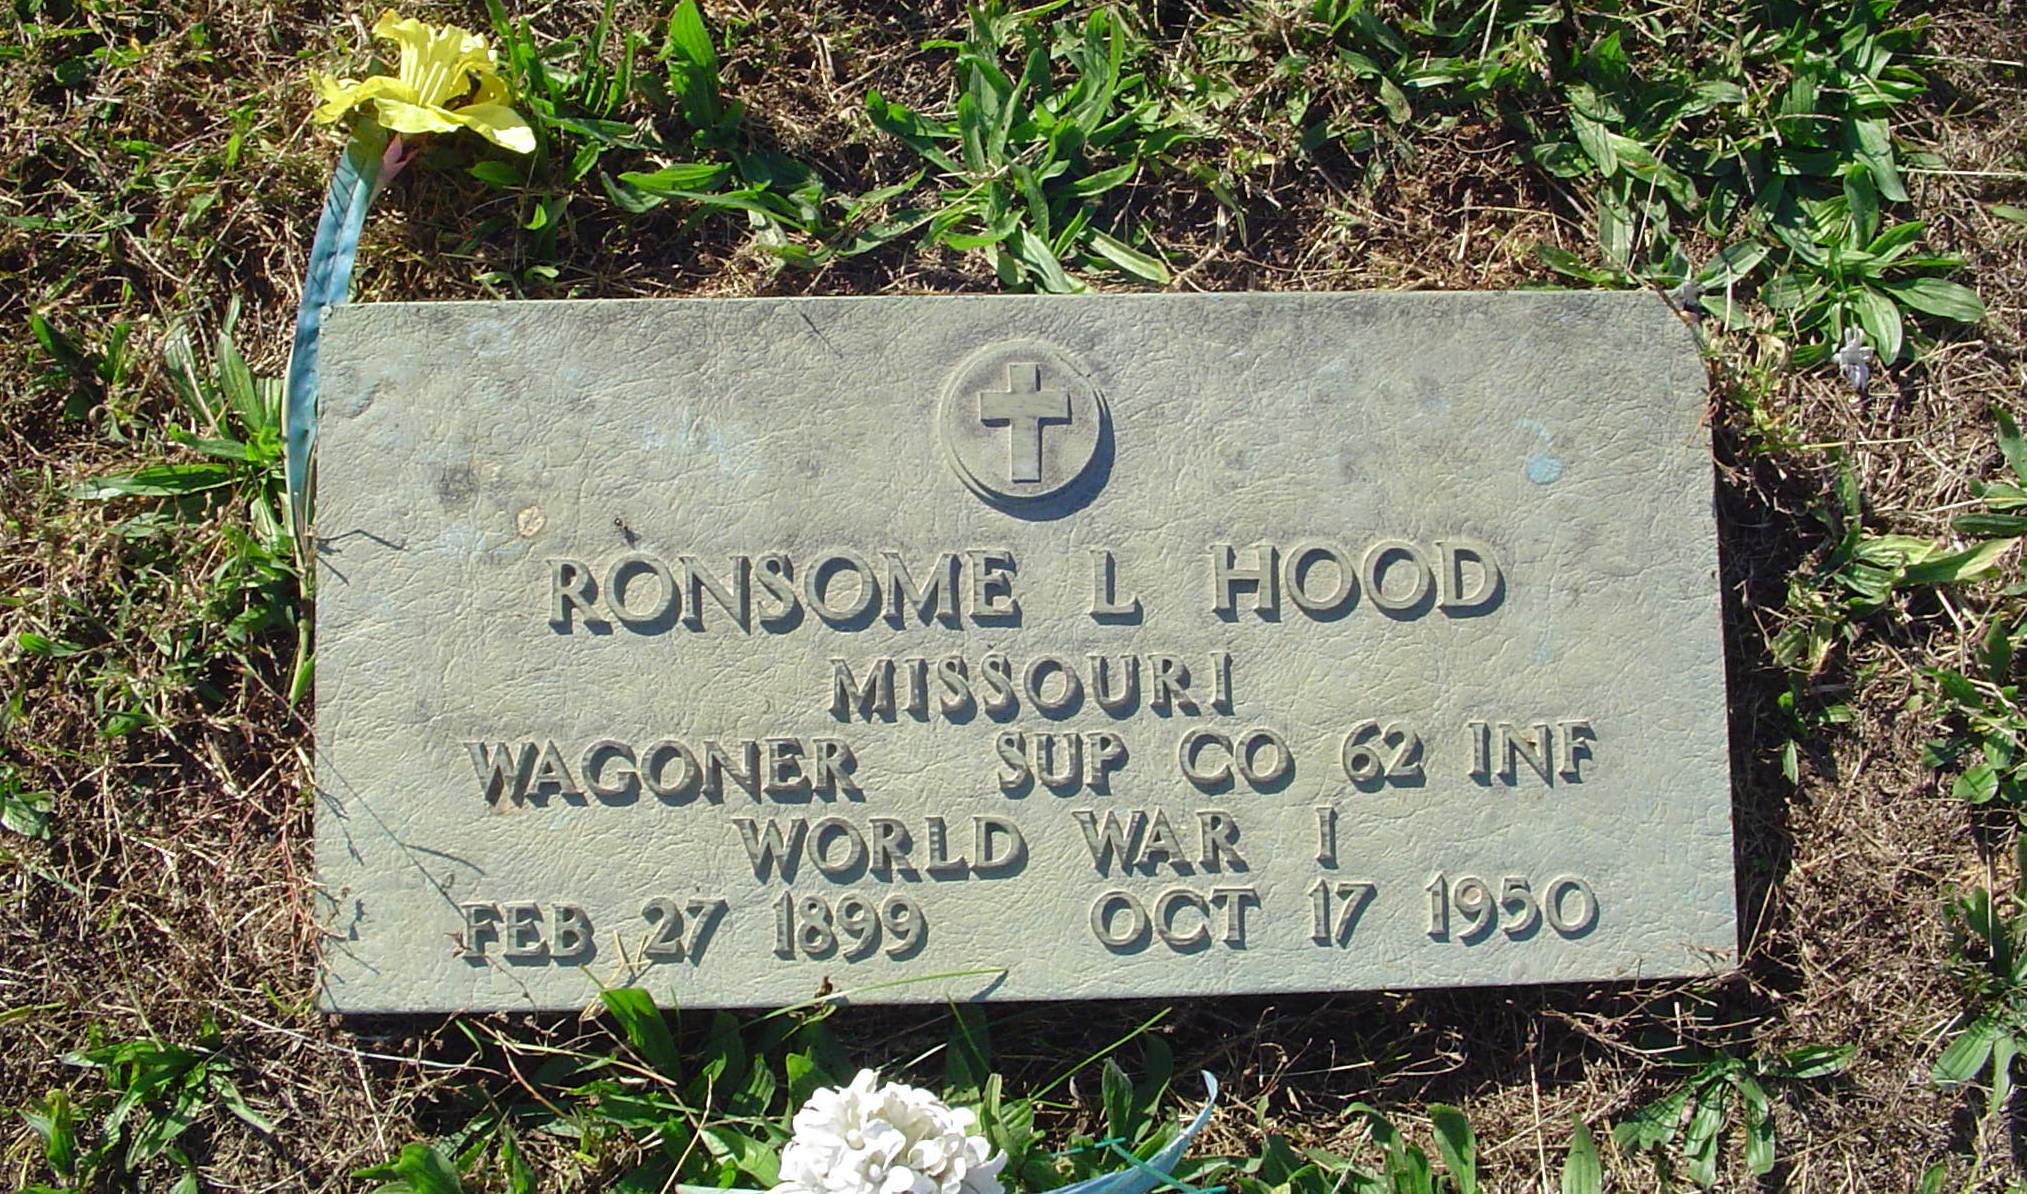 RONSOME L HOOD
MISSOURI
WAGONER SUP CO 62 INF
WORLD WAR I
FEB 27 1899 OCT 17 1950